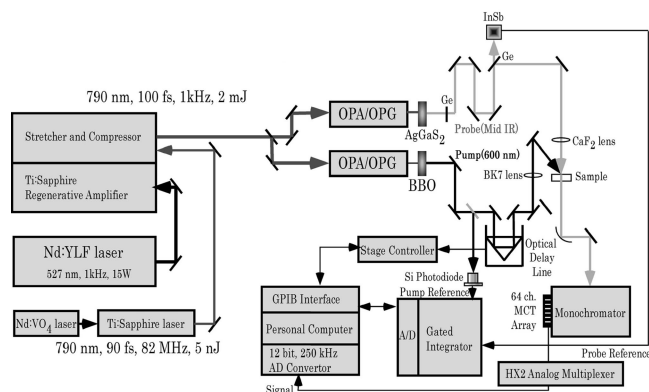 InSb
Ge
790 nm, 100 fs, 1kHz, 2 mJ
OPA/OPG
Ge
AgGaS2
Probe(Mid IR)
Stretcher and Compressor
CaF2 lens
Pump(600 nm)
OPA/OPG
BK7 lens
Sample
Ti:Sapphire
Regenerative Amplifier
BBO
Nd:YLF laser
527 nm, 1kHz, 15W
Stage Controller
Optical
Delay
Line
Si Photodiode
Pump Reference
GPIB Interface
64 ch.
MCT
Array
Monochromator
Nd:VO4 laser
Ti:Sapphire laser
Personal Computer
A/D
Gated
Integrator
790 nm, 90 fs, 82 MHz, 5 nJ
12 bit, 250 kHz
AD Convertor
Probe Reference
HX2 Analog Multiplexer
Signal